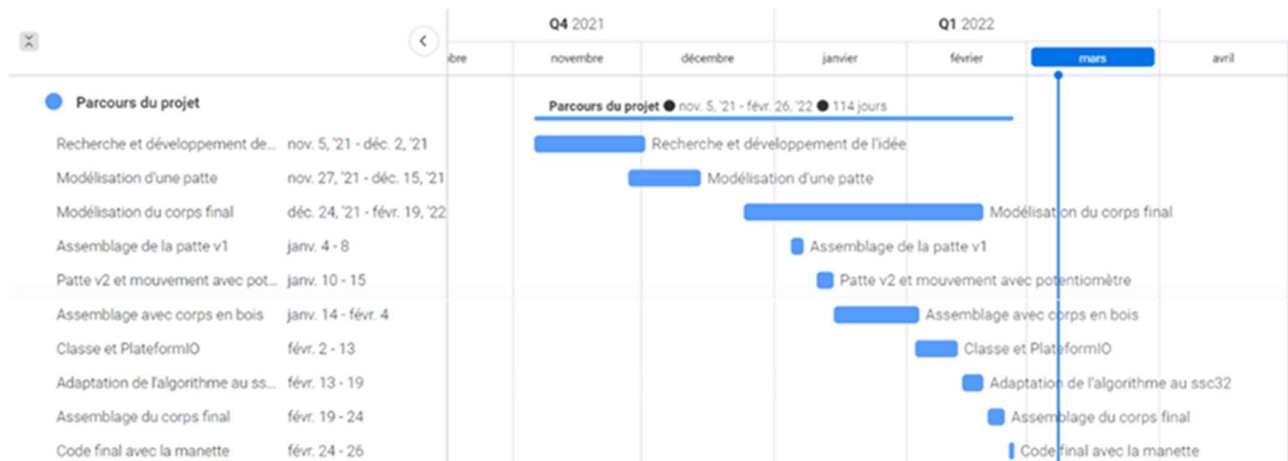 Q4 2021 Q1 2022
bre novembre décembre janvier février mars avril
Parcours du projet
Parcours du projet ● nov. 5, '21 - févr. 26, '22 ● 114 jours
Recherche et développement de... nov. 5, '21 - déc. 2, '21 Recherche et développement de l'idée
Modélisation d'une patte nov. 27, '21 - déc. 15, '21 Modélisation d'une patte
Modélisation du corps final déc. 24, '21 - févr. 19, '22 Modélisation du corps final
Assemblage de la patte v1 janv. 4 - 8 Assemblage de la patte v1
Patte v2 et mouvement avec pot... janv. 10 - 15 Patte v2 et mouvement avec potentiomètre
Assemblage avec corps en bois janv. 14 - févr. 4 Assemblage avec corps en bois
Classe et PlateformIO févr. 2 - 13 Classe et PlateformIO
Adaptation de l'algorithme au ss... févr. 13 - 19 Adaptation de l'algorithme au ssc32
Assemblage du corps final févr. 19 - 24 Assemblage du corps final
Code final avec la manette févr. 24 - 26 Code final avec la manette